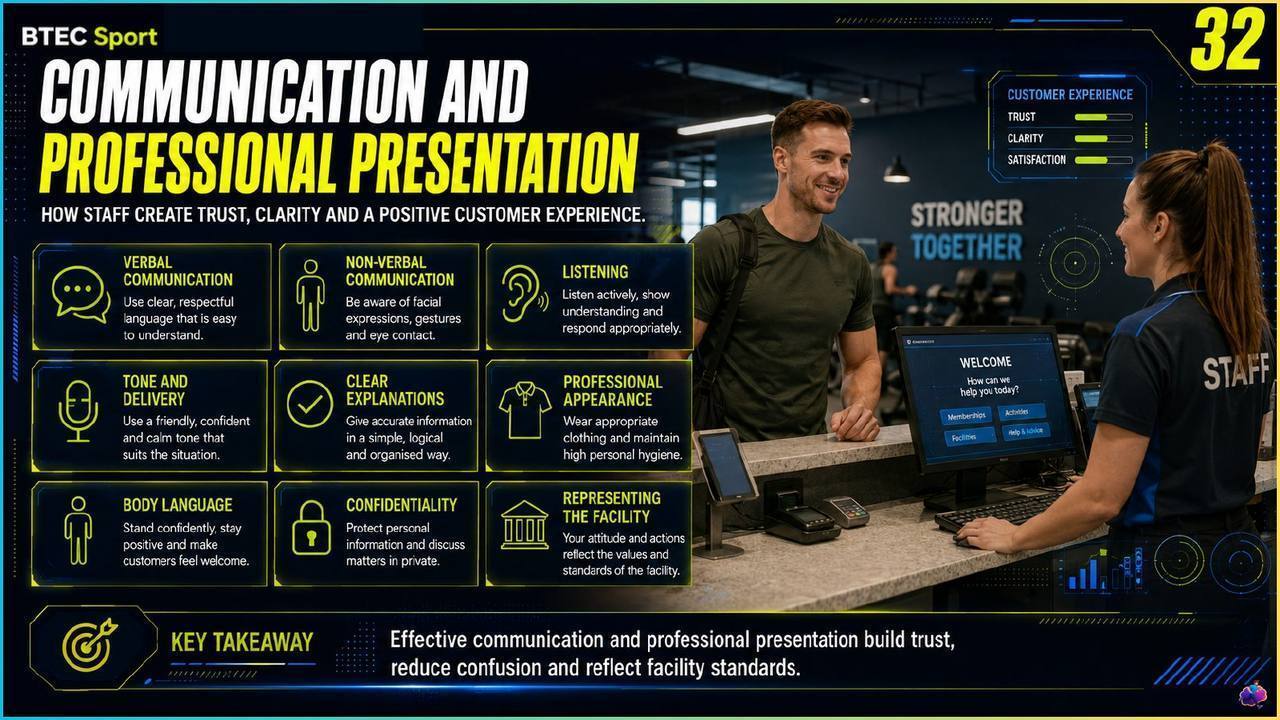 BTEC Sport
32
COMMUNICATION AND
PROFESSIONAL PRESENTATION
HOW STAFF CREATE TRUST, CLARITY AND A POSITIVE CUSTOMER EXPERIENCE.
VERBAL
COMMUNICATION
Use clear, respectful
language that is easy
to understand.
NON-VERBAL
COMMUNICATION
Be aware of facial
expressions, gestures
and eye contact.
LISTENING
Listen actively, show
understanding and
respond appropriately.
TONE AND
DELIVERY
Use a friendly, confident
and calm tone that
suits the situation.
CLEAR
EXPLANATIONS
Give accurate information
in a simple, logical
and organised way.
PROFESSIONAL
APPEARANCE
Wear appropriate
clothing and maintain
high personal hygiene.
BODY LANGUAGE
Stand confidently, stay
positive and make
customers feel welcome.
CONFIDENTIALITY
Protect personal
information and discuss
matters in private.
REPRESENTING
THE FACILITY
Your attitude and actions
reflect the values and
standards of the facility.
CUSTOMER EXPERIENCE
TRUST
CLARITY
SATISFACTION
STRONGER
TOGETHER
WELCOME
How can we
help you today?
Memberships
Activities
Facilities
Help & Advice
STAFF
KEY TAKEAWAY
Effective communication and professional presentation build trust,
reduce confusion and reflect facility standards.